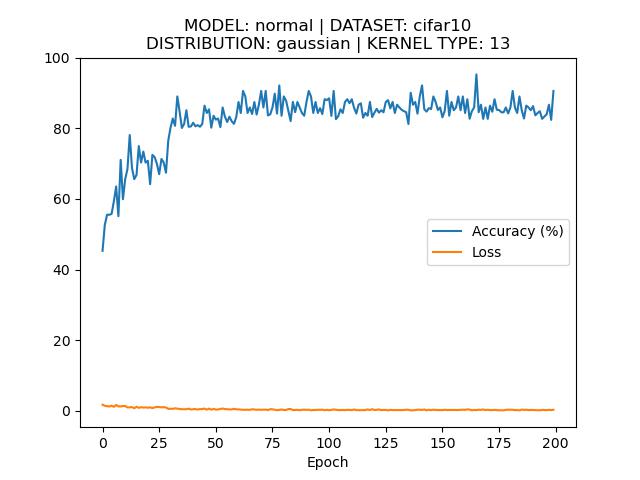 MODEL: normal | DATASET: cifar10
DISTRIBUTION: gaussian | KERNEL TYPE: 13
100
80
60
40
20
0
Accuracy (%)
Loss
0 25 50 75 100 125 150 175 200
Epoch